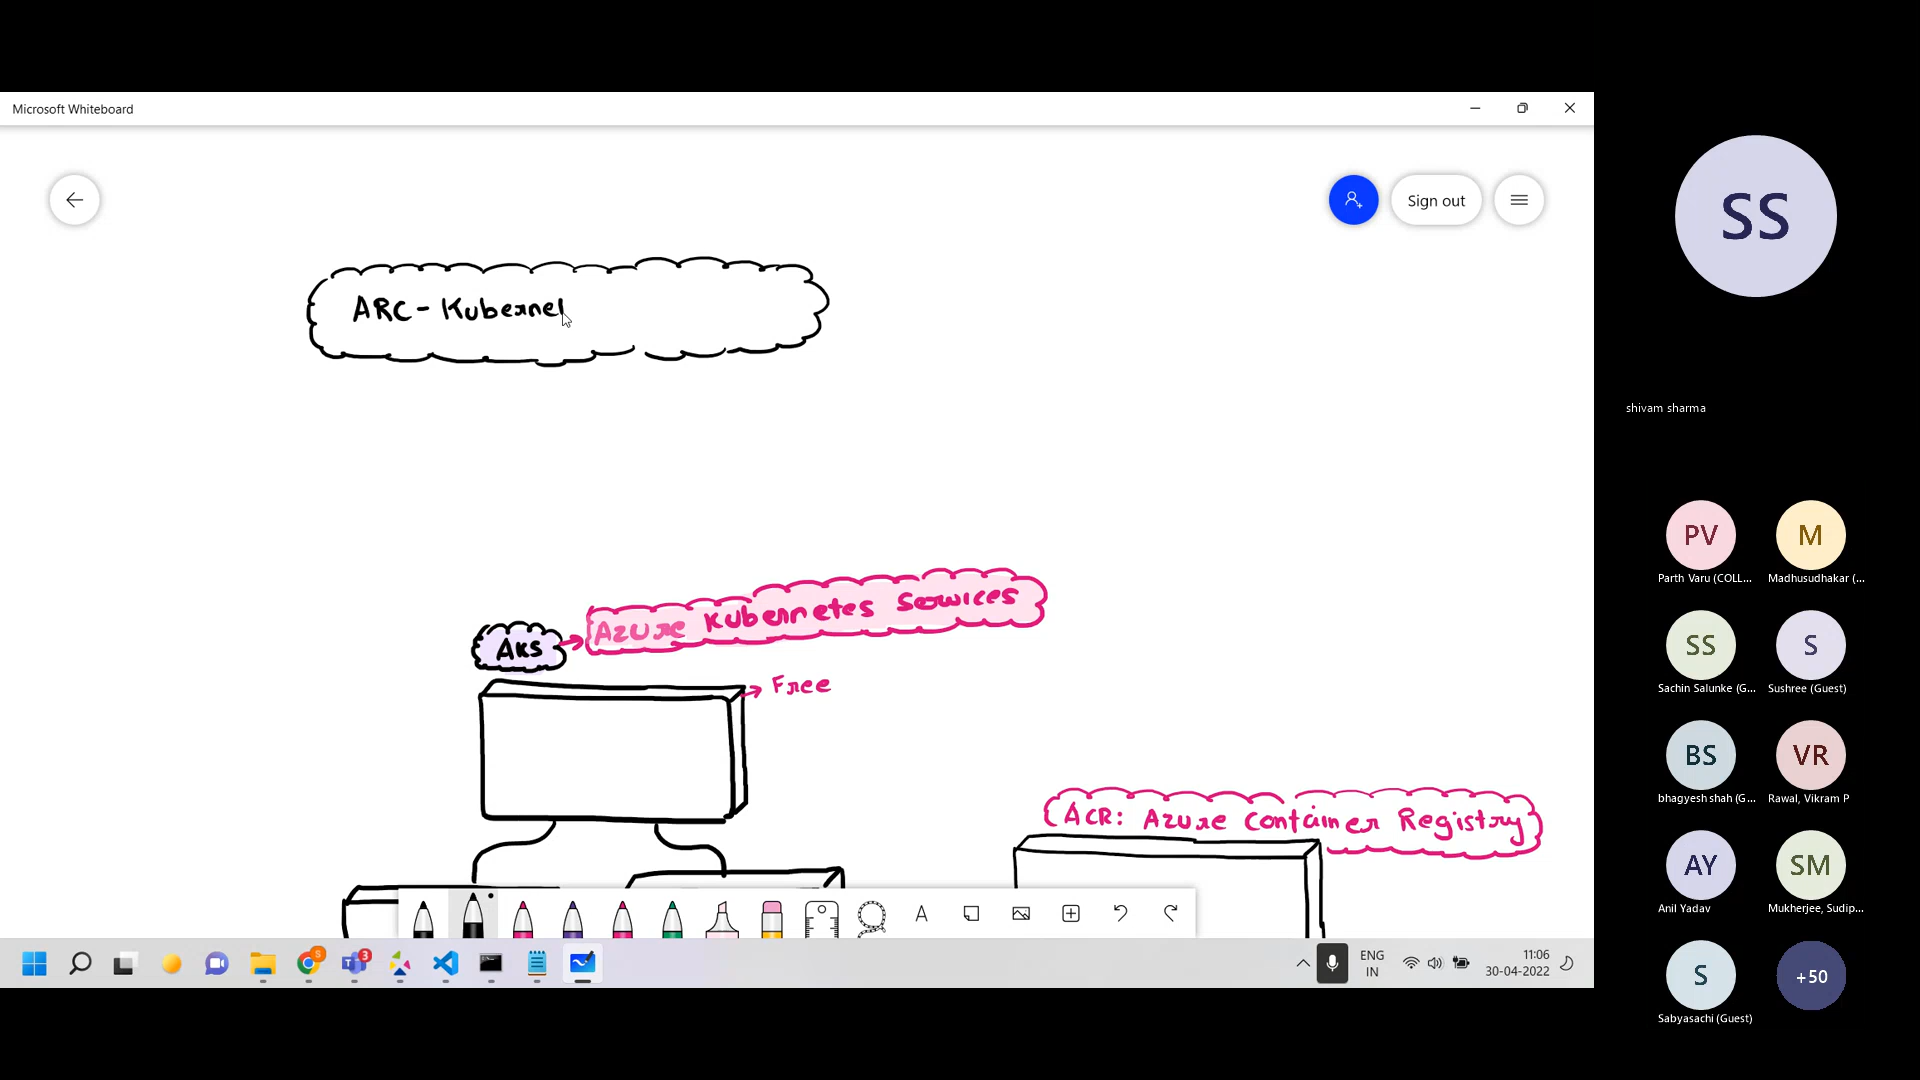 Microsoft Whiteboard
Sign out
SS
ARC - Kubernet
shivam sharma
PV
M
Parth Varu (COLL...
Madhusudhakar (...
Azure Kubernetes Services
AKS
SS
S
Free
Sachin Salunke (G...
Sushree (Guest)
BS
VR
bhagyesh shah (G...
Rawal, Vikram P
ACR: Azure Container Registry
AY
SM
Anil Yadav
Mukherjee, Sudip...
A
S
3
ENG
IN
11:06
30-04-2022
S
+50
Sabyasachi (Guest)